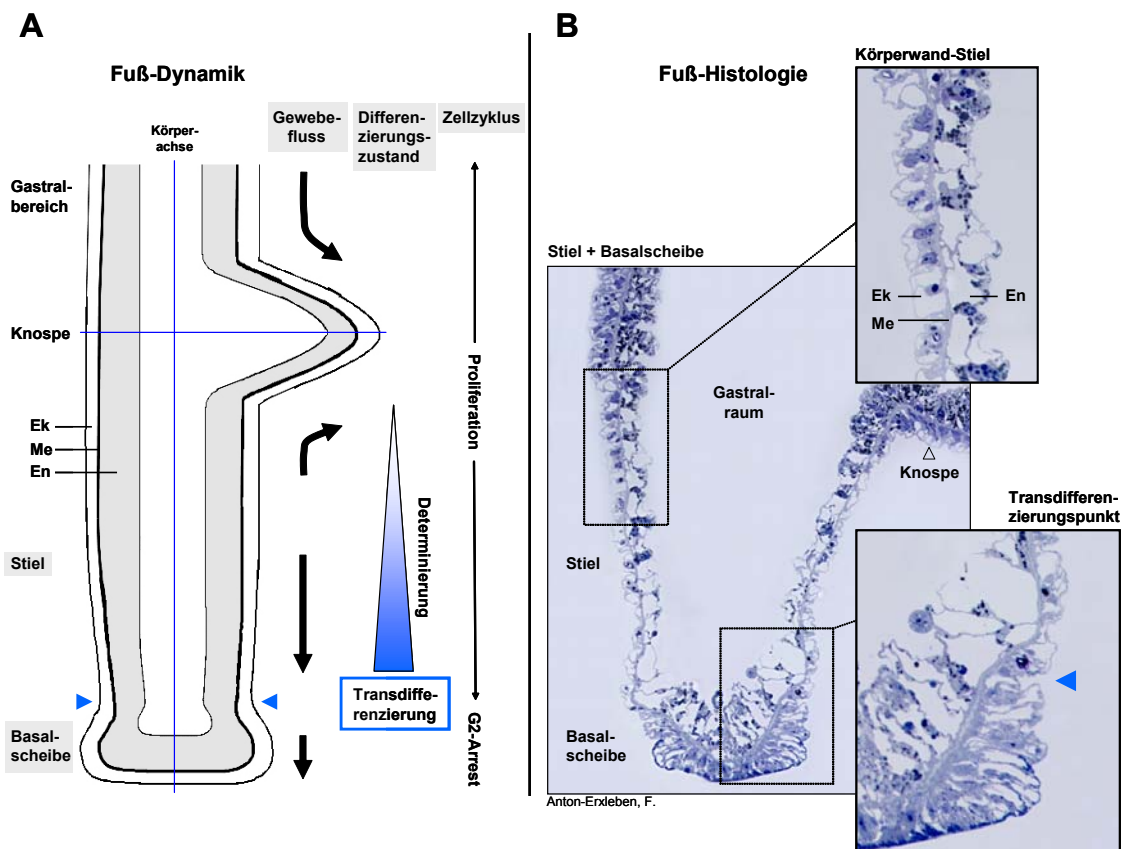 A
Fuß-Dynamik
Körper-
achse
Gewebe-
fluss
Differen-
zierungs-
zustand
Zellzyklus
Gastral-
bereich
Knospe
Ek
Me
En
Stiel
Basal-
scheibe
Determinierung
Transdiffe-
renzierung
Proliferation
G2-Arrest
B
Fuß-Histologie
Körperwand-Stiel
Ek
Me
En
Stiel + Basalscheibe
Gastral-
raum
Knospe
Transdifferen-
zierungspunkt
Stiel
Basal-
scheibe
Anton-Erxleben, F.